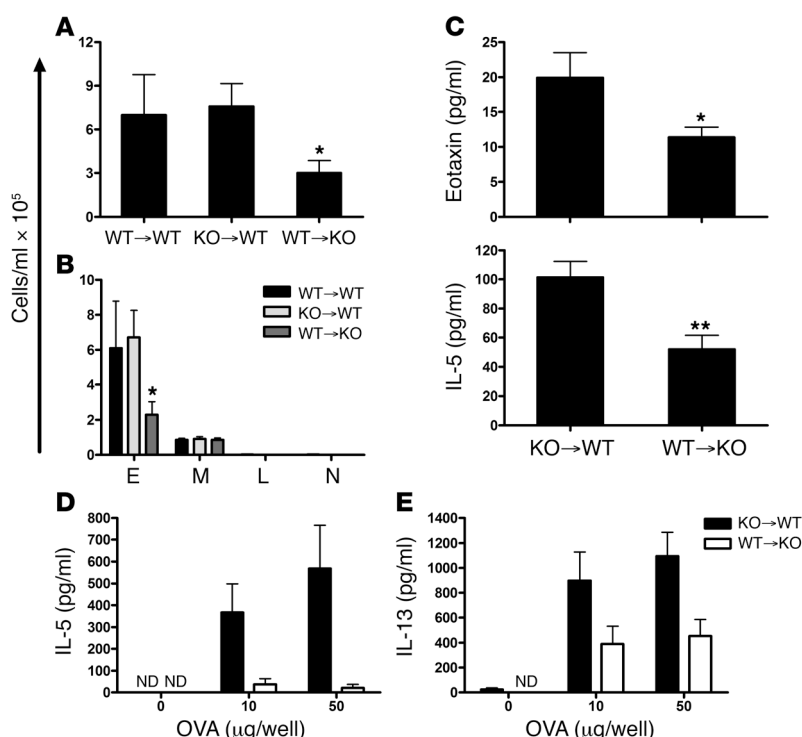 A
12
9
6
3
0
WT→WT KO→WT WT→KO
Cells/ml × 10⁵
B
10
8
6
4
2
0
WT→WT
KO→WT
WT→KO
*
*
E M L N
C
Eotaxin (pg/ml)
25
20
15
10
5
0
*
IL-5 (pg/ml)
120
100
80
60
40
20
0
**
KO→WT WT→KO
D
IL-5 (pg/ml)
800
700
600
500
400
300
200
100
0
ND ND
0 10 50
OVA (μg/well)
E
IL-13 (pg/ml)
1400
1200
1000
800
600
400
200
0
ND
KO→WT
WT→KO
0 10 50
OVA (μg/well)